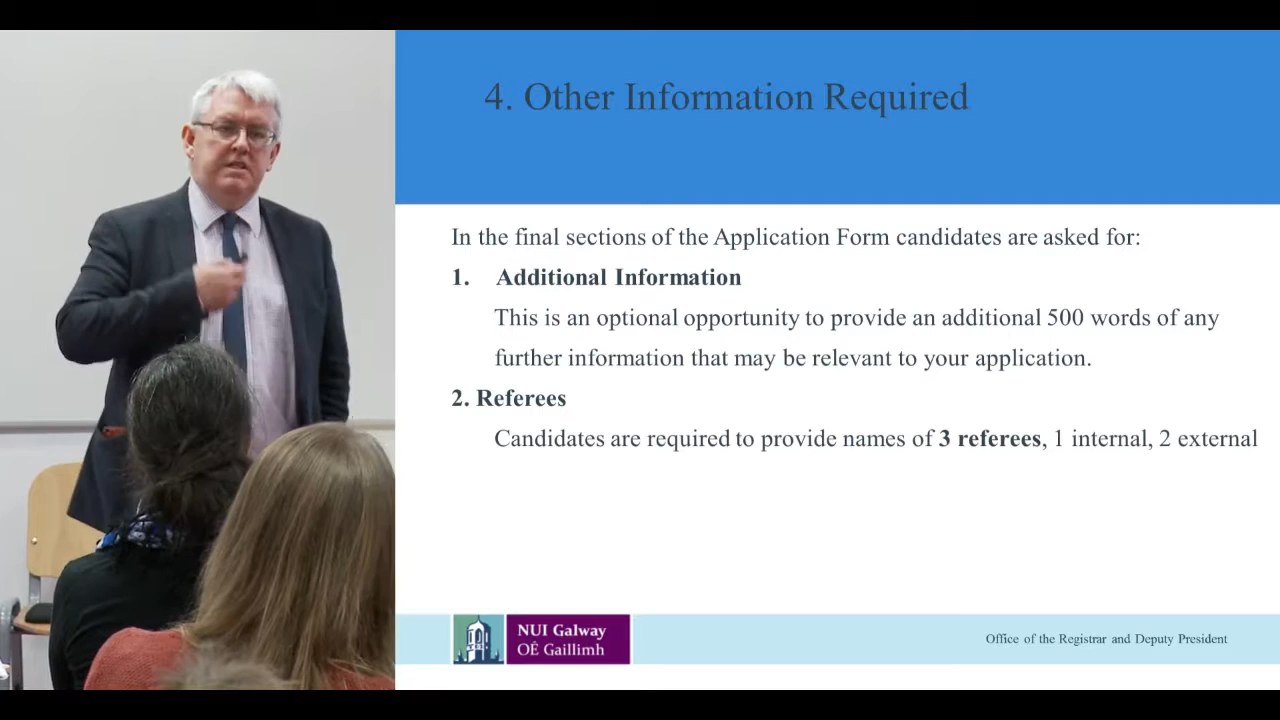 4. Other Information Required
In the final sections of the Application Form candidates are asked for:
1. Additional Information
This is an optional opportunity to provide an additional 500 words of any
further information that may be relevant to your application.
2. Referees
Candidates are required to provide names of 3 referees, 1 internal, 2 external
NUI Galway
OÉ Gaillimh
Office of the Registrar and Deputy President